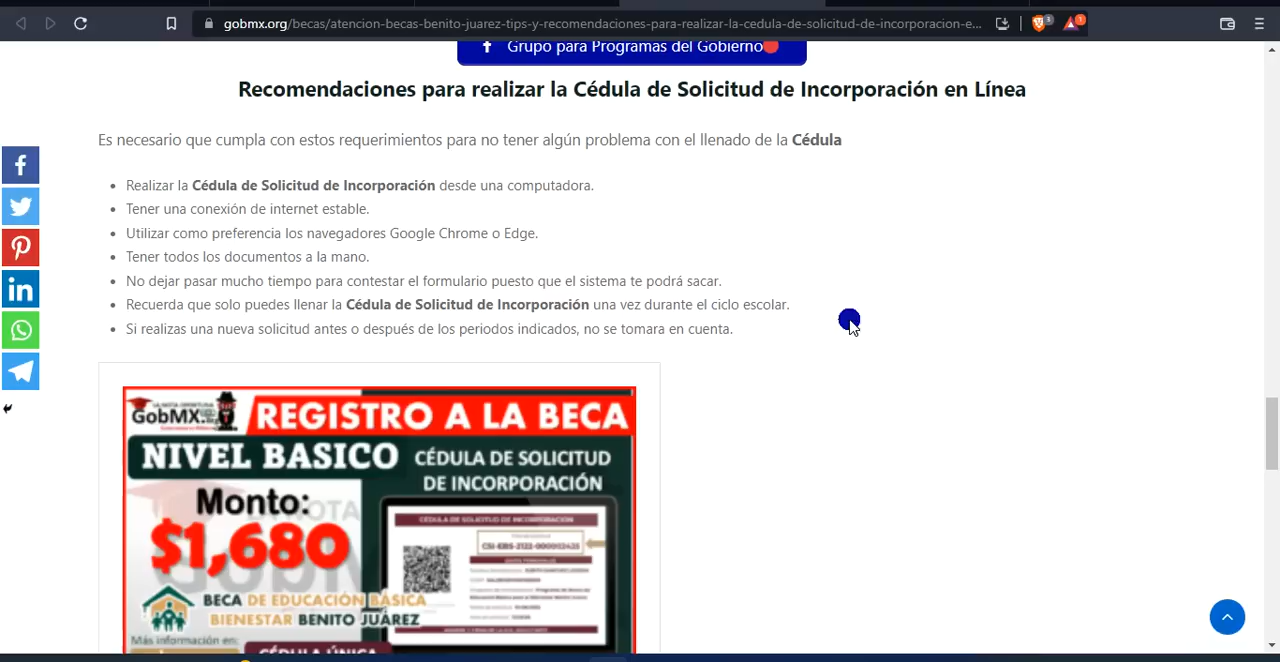 gobmx.org/becas/atencion-becas-benito-juarez-tips-y-recomendaciones-para-realizar-la-cedula-de-solicitud-de-incorporacion-e...
3
1
Grupo para Programas del Gobierno
Recomendaciones para realizar la Cédula de Solicitud de Incorporación en Línea
Es necesario que cumpla con estos requerimientos para no tener algún problema con el llenado de la Cédula
Realizar la Cédula de Solicitud de Incorporación desde una computadora.
Tener una conexión de internet estable.
Utilizar como preferencia los navegadores Google Chrome o Edge.
Tener todos los documentos a la mano.
No dejar pasar mucho tiempo para contestar el formulario puesto que el sistema te podrá sacar.
Recuerda que solo puedes llenar la Cédula de Solicitud de Incorporación una vez durante el ciclo escolar.
Si realizas una nueva solicitud antes o después de los periodos indicados, no se tomara en cuenta.
GobMX.
REGISTRO A LA BECA
NIVEL BASICO
CÉDULA DE SOLICITUD
DE INCORPORACIÓN
Monto:
$1,680
CÉDULA DE SOLICITUD DE INCORPORACIÓN
BECA DE EDUCACIÓN BÁSICA
BIENESTAR BENITO JUÁREZ
Más información en:
CÉDULA ÚNICA